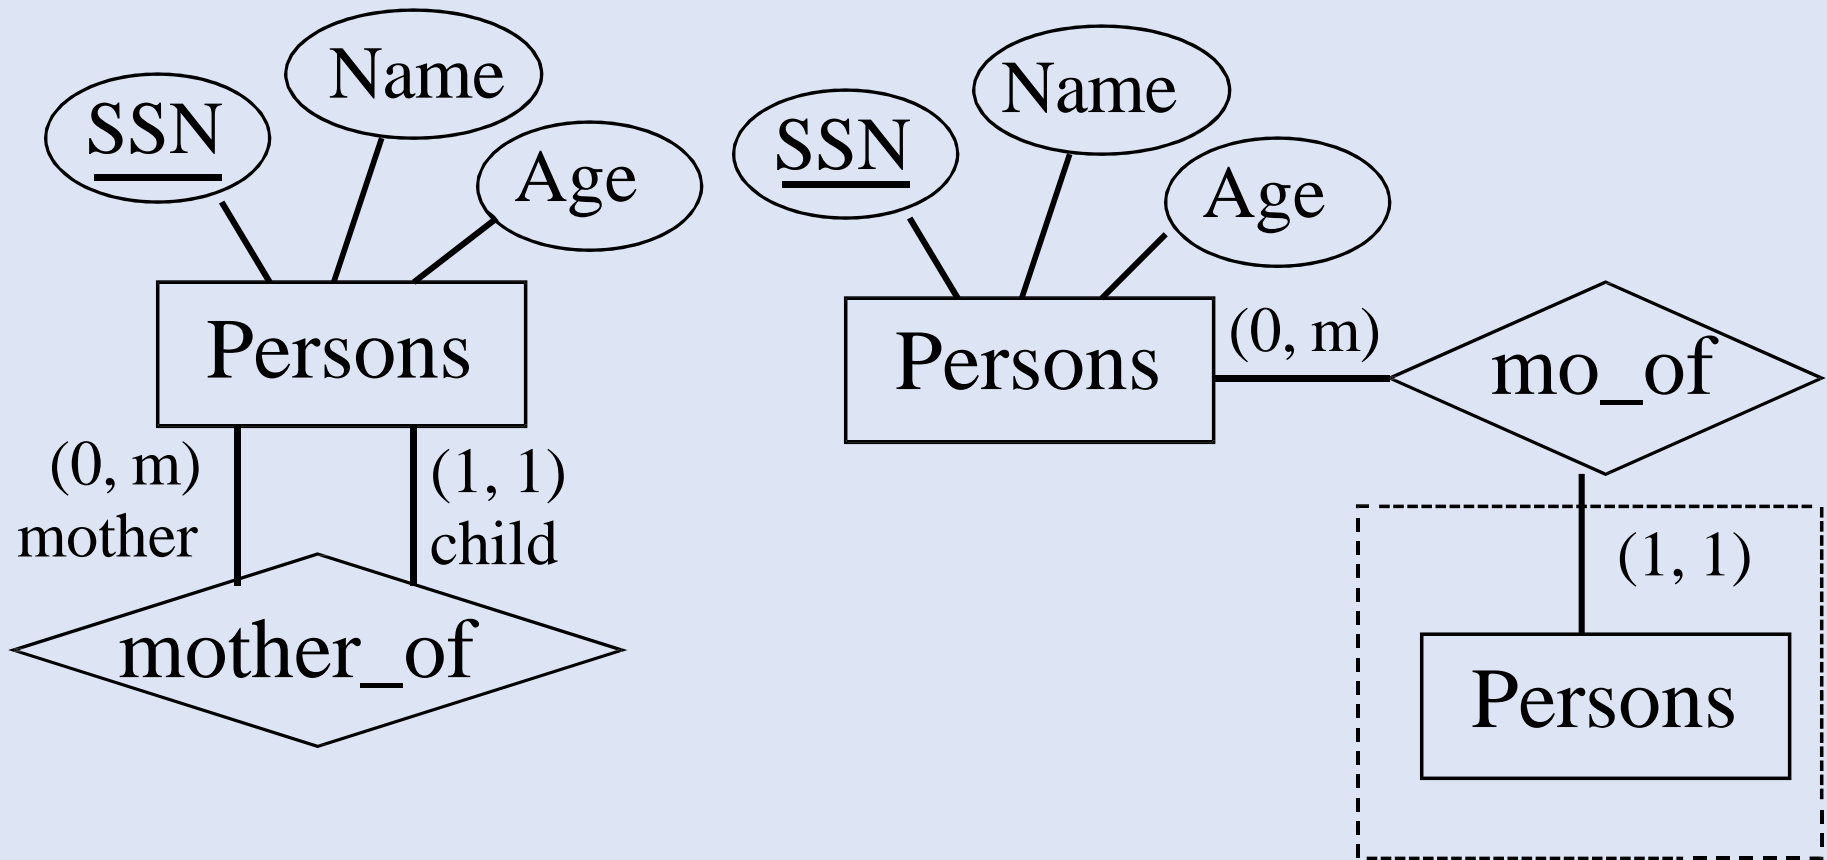 SSN
Name
Age
Persons
(0, m)
mother
(1, 1)
child
mother_of
SSN
Name
Age
Persons
(0, m)
mo_of
(1, 1)
Persons